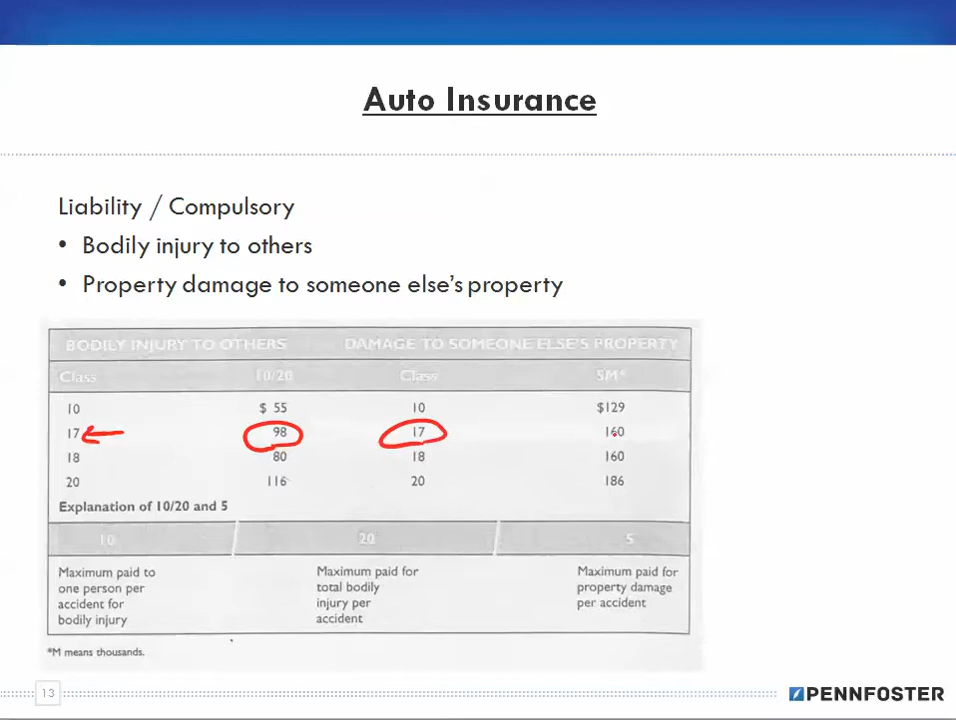 Auto Insurance
Liability / Compulsory
• Bodily injury to others
• Property damage to someone else's property
BODILY INJURY TO OTHERS DAMAGE TO SOMEONE ELSE'S PROPERTY
Class 10/20 Class 5M*
10 $ 55 10 $129
17 98 17 160
18 80 18 160
20 116 20 186
Explanation of 10/20 and 5
10 20 5
Maximum paid to Maximum paid for Maximum paid for
one person per total bodily property damage
accident for injury per per accident
bodily injury accident
*M means thousands.
13
PENNFOSTER